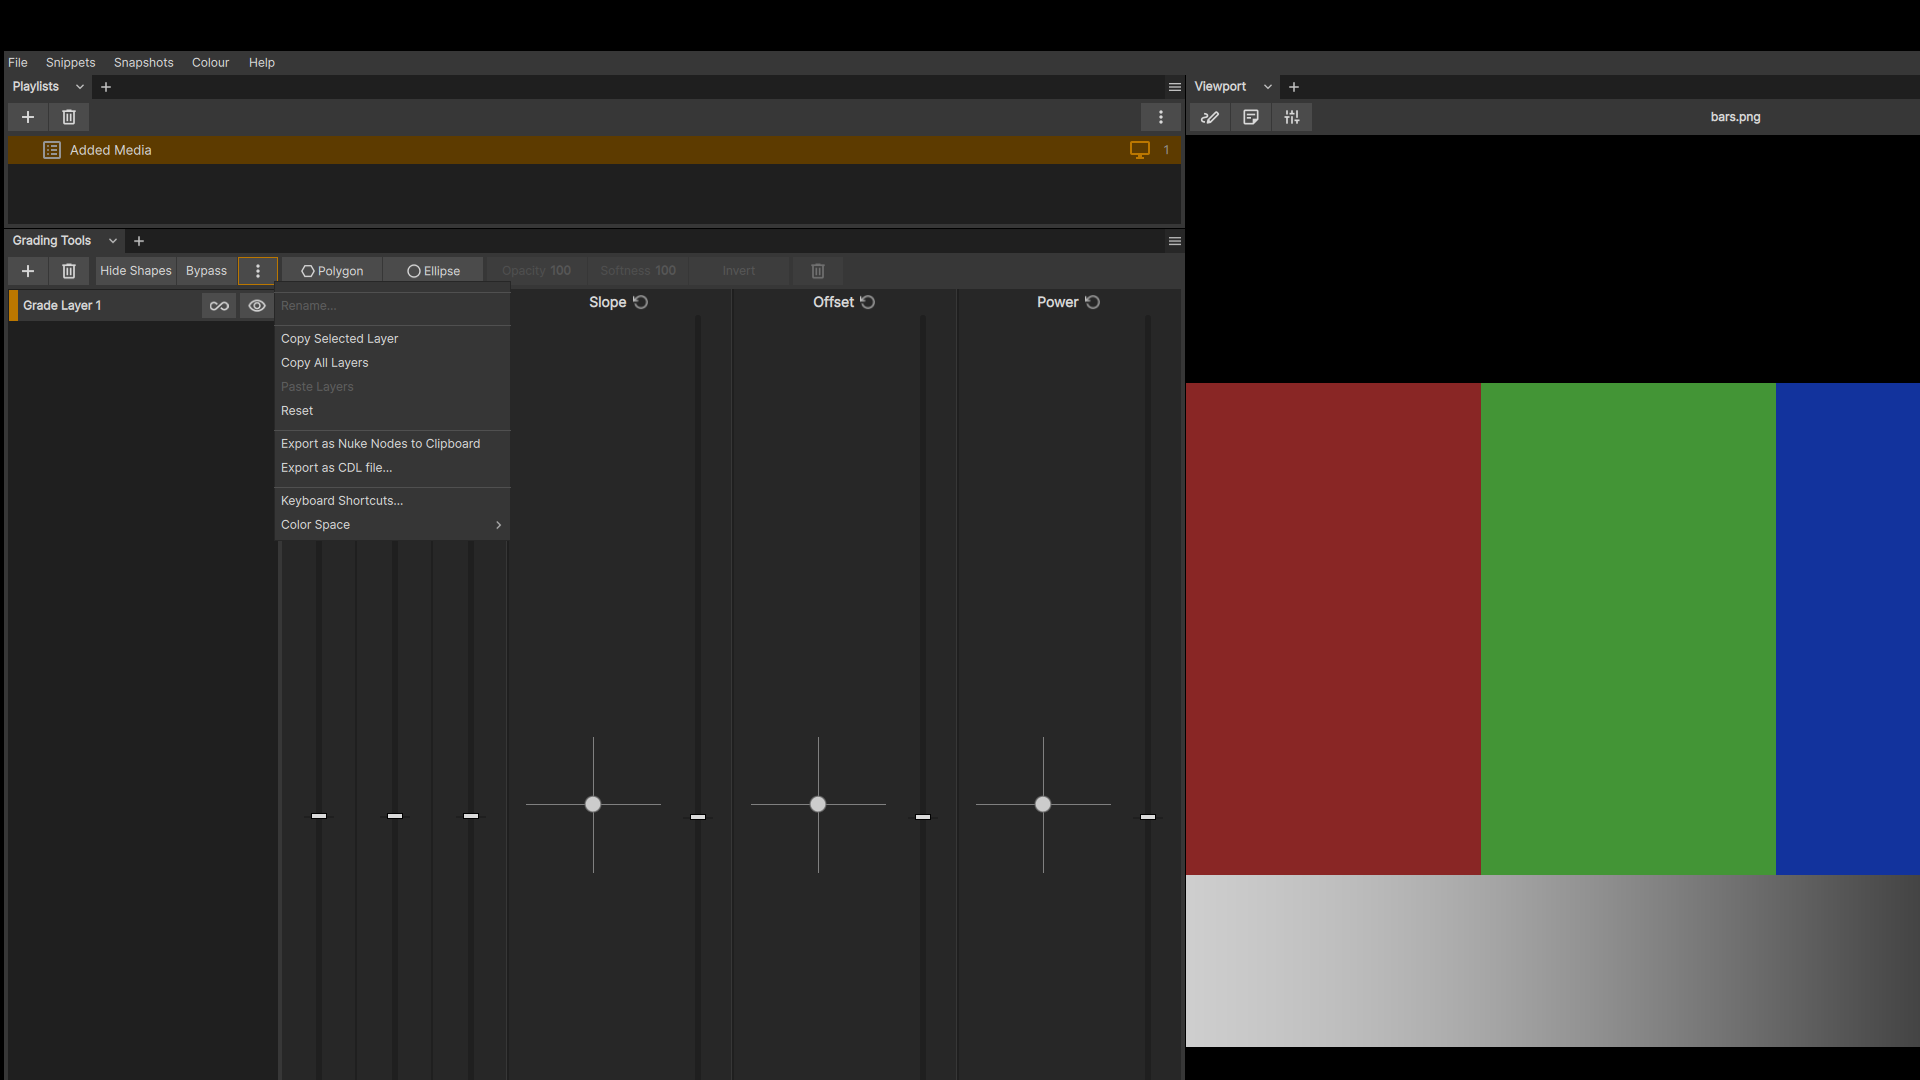 File Snippets Snapshots Colour Help
Playlists
Viewport
bars.png
Added Media 1
Grading Tools
Hide Shapes Bypass Polygon Ellipse Opacity 100 Softness 100 Invert
Grade Layer 1
Rename...
Copy Selected Layer
Copy All Layers
Paste Layers
Reset
Export as Nuke Nodes to Clipboard
Export as CDL file...
Keyboard Shortcuts...
Color Space
Slope Offset Power